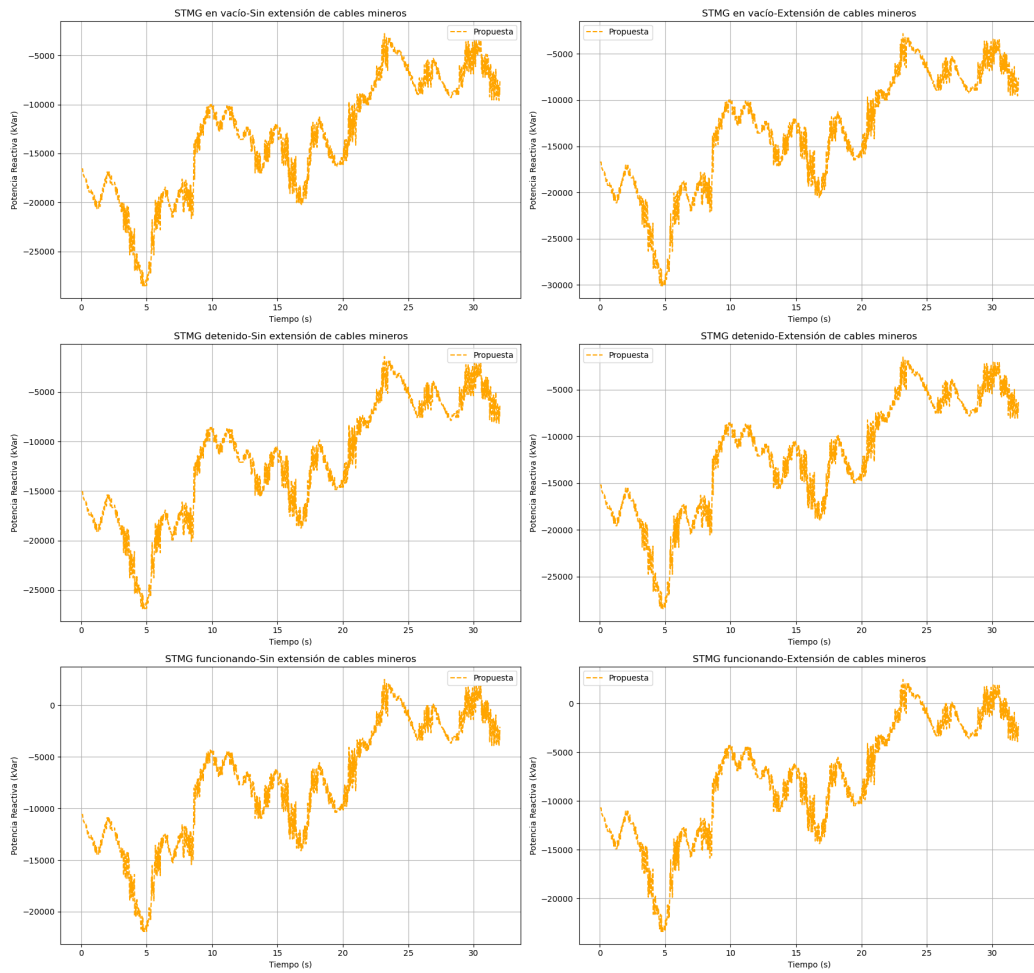 STMG en vacío-Sin extensión de cables mineros
Propuesta
Potencia Reactiva (kVar)
−5000
−10000
−15000
−20000
−25000
0 5 10 15 20 25 30
Tiempo (s)
STMG en vacío-Extensión de cables mineros
Propuesta
Potencia Reactiva (kVar)
−5000
−10000
−15000
−20000
−25000
−30000
0 5 10 15 20 25 30
Tiempo (s)
STMG detenido-Sin extensión de cables mineros
Propuesta
Potencia Reactiva (kVar)
−5000
−10000
−15000
−20000
−25000
0 5 10 15 20 25 30
Tiempo (s)
STMG detenido-Extensión de cables mineros
Propuesta
Potencia Reactiva (kVar)
−5000
−10000
−15000
−20000
−25000
0 5 10 15 20 25 30
Tiempo (s)
STMG funcionando-Sin extensión de cables mineros
Propuesta
Potencia Reactiva (kVar)
0
−5000
−10000
−15000
−20000
0 5 10 15 20 25 30
Tiempo (s)
STMG funcionando-Extensión de cables mineros
Propuesta
Potencia Reactiva (kVar)
0
−5000
−10000
−15000
−20000
0 5 10 15 20 25 30
Tiempo (s)